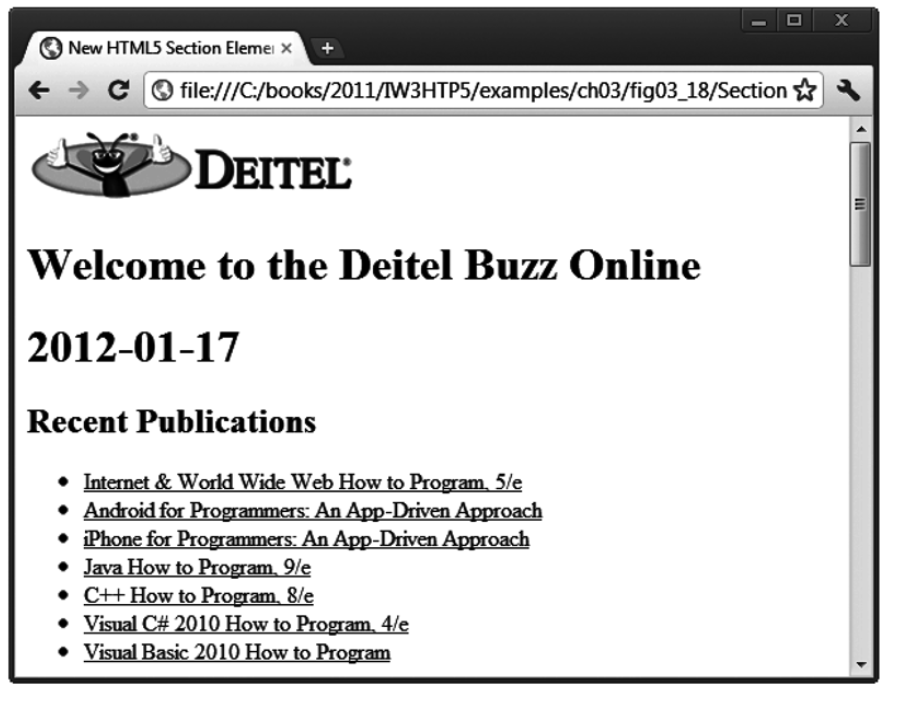 New HTML5 Section Eleme
file:///C:/books/2011/IW3HTP5/examples/ch03/fig03_18/Section
DEITEL®
Welcome to the Deitel Buzz Online
2012-01-17
Recent Publications
Internet & World Wide Web How to Program, 5/e
Android for Programmers: An App-Driven Approach
iPhone for Programmers: An App-Driven Approach
Java How to Program, 9/e
C++ How to Program, 8/e
Visual C# 2010 How to Program, 4/e
Visual Basic 2010 How to Program